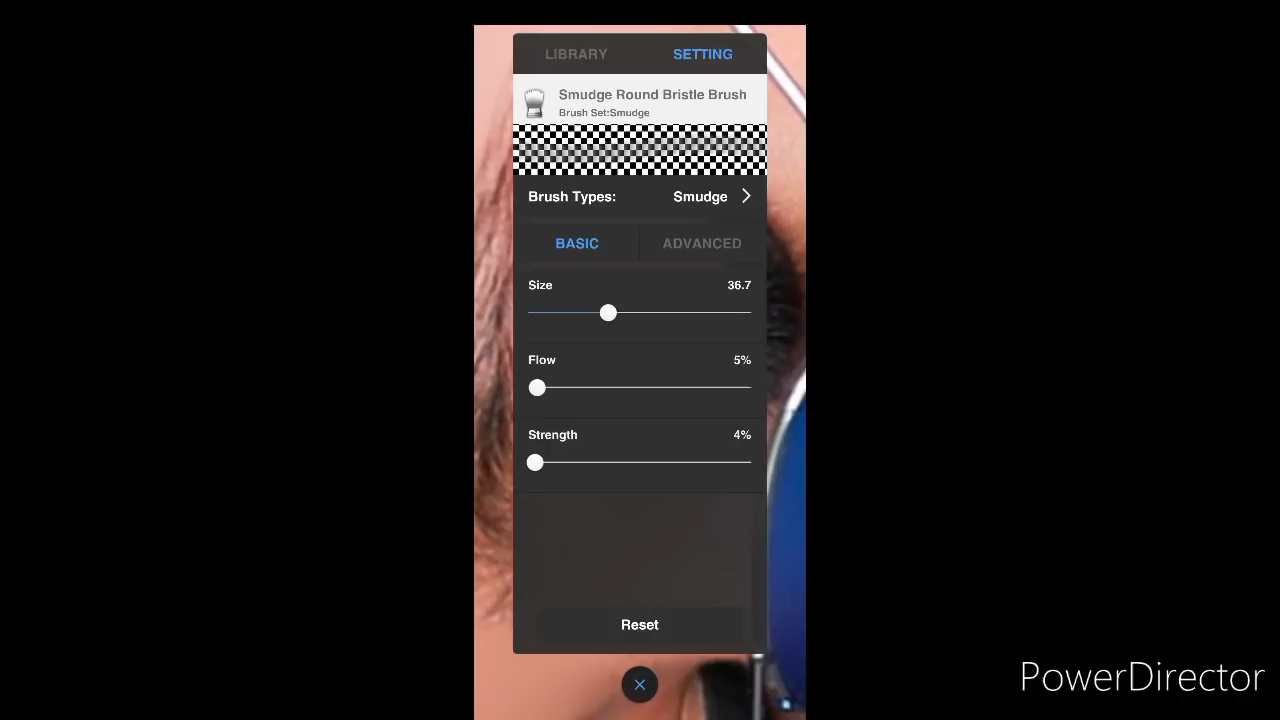 LIBRARY SETTING
Smudge Round Bristle Brush
Brush Set:Smudge
Brush Types: Smudge
BASIC ADVANCED
Size 36.7
Flow 5%
Strength 4%
Reset
PowerDirector